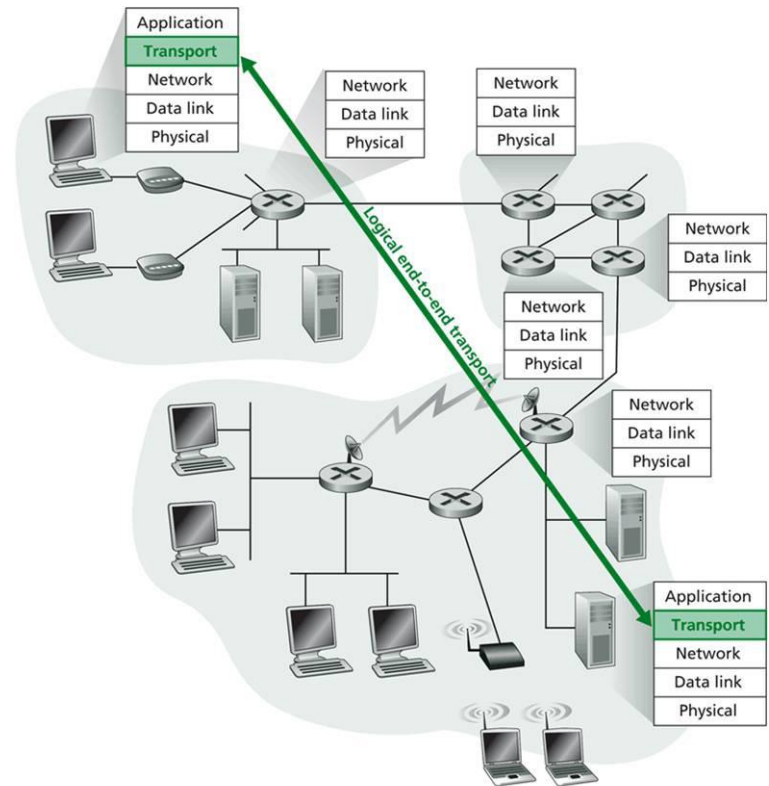 Application
Transport
Network
Data link
Physical
Network
Data link
Physical
Network
Data link
Physical
Network
Data link
Physical
Network
Data link
Physical
Logical end-to-end transport
Network
Data link
Physical
Application
Transport
Network
Data link
Physical